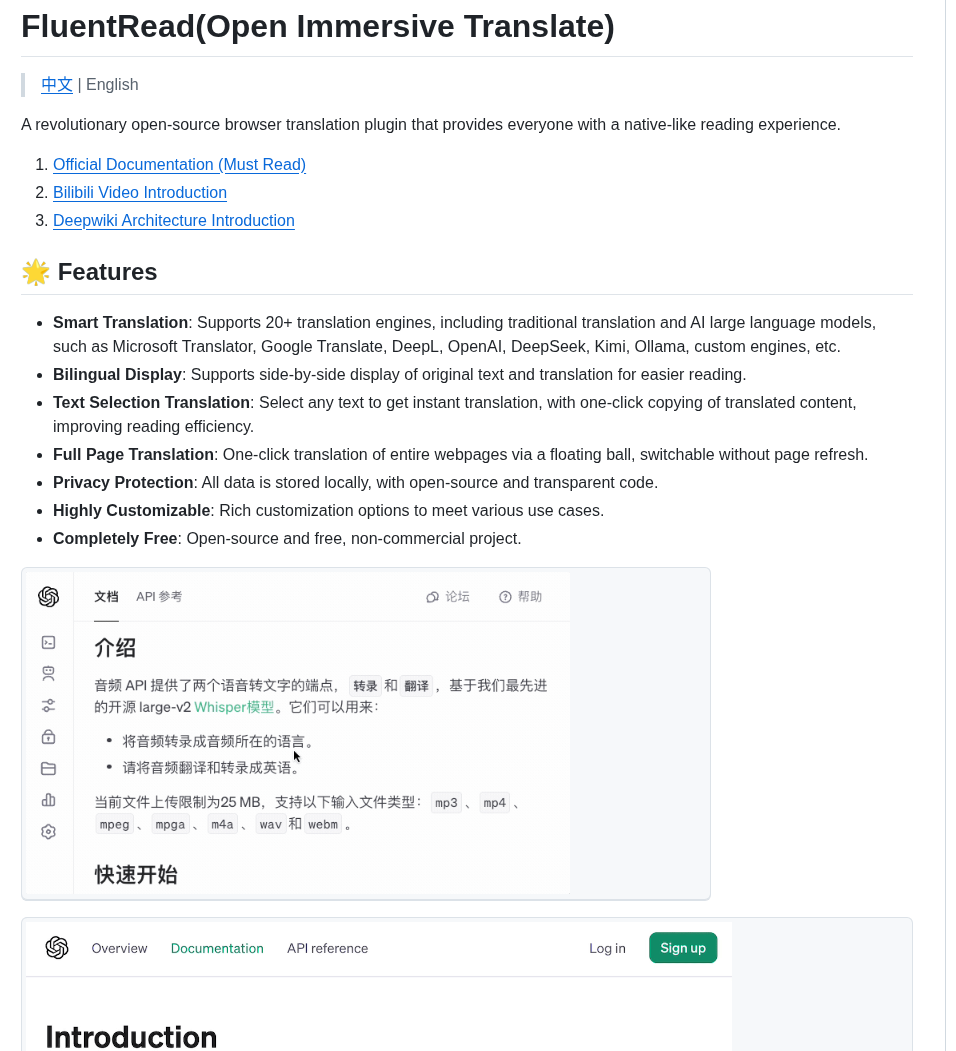 FluentRead(Open Immersive Translate)
中文 | English
A revolutionary open-source browser translation plugin that provides everyone with a native-like reading experience.
1. Official Documentation (Must Read)
2. Bilibili Video Introduction
3. Deepwiki Architecture Introduction
🌟 Features
• Smart Translation: Supports 20+ translation engines, including traditional translation and AI large language models,
such as Microsoft Translator, Google Translate, DeepL, OpenAI, DeepSeek, Kimi, Ollama, custom engines, etc.
• Bilingual Display: Supports side-by-side display of original text and translation for easier reading.
• Text Selection Translation: Select any text to get instant translation, with one-click copying of translated content,
improving reading efficiency.
• Full Page Translation: One-click translation of entire webpages via a floating ball, switchable without page refresh.
• Privacy Protection: All data is stored locally, with open-source and transparent code.
• Highly Customizable: Rich customization options to meet various use cases.
• Completely Free: Open-source and free, non-commercial project.
文档 API 参考 论坛 帮助
介绍
音频 API 提供了两个语音转文字的端点， 转录 和 翻译 ，基于我们最先进
的开源 large-v2 Whisper模型。它们可以用来：
• 将音频转录成音频所在的语言。
• 请将音频翻译和转录成英语。
当前文件上传限制为25 MB，支持以下输入文件类型： mp3 、 mp4 、
mpeg 、 mpga 、 m4a 、 wav 和 webm 。
快速开始
Overview Documentation API reference Log in Sign up
Introduction